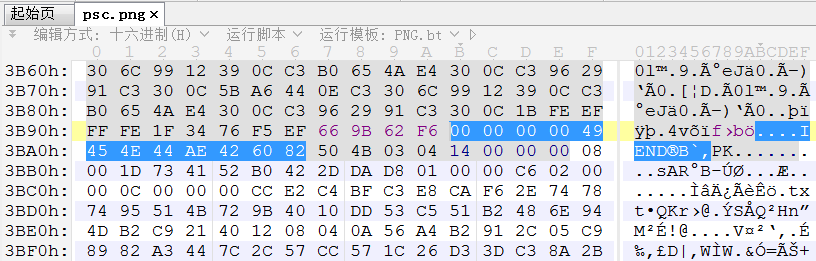 起始页 psc.png ×
编辑方式: 十六进制(H) 运行脚本 运行模板: PNG.bt
0 1 2 3 4 5 6 7 8 9 A B C D E F 0123456789ABCDEF
3B60h: 30 6C 99 12 39 0C C3 B0 65 4A E4 30 0C C3 96 29 0l™.9.Ã°eJä0.Ã–)
3B70h: 91 C3 30 0C 5B A6 44 0E C3 30 6C 99 12 39 0C C3 ‘Ã0.[¦D.Ã0l™.9.Ã
3B80h: B0 65 4A E4 30 0C C3 96 29 91 C3 30 0C 1B FE EF °eJä0.Ã–)‘Ã0..þï
3B90h: FF FE 1F 34 76 F5 EF 66 9B 62 F6 00 00 00 00 49 ÿþ.4võïf›bö....I
3BA0h: 45 4E 44 AE 42 60 82 50 4B 03 04 14 00 00 00 08 END®B`‚PK.......
3BB0h: 00 1D 73 41 52 B0 42 2D DA D8 01 00 00 C6 02 00 ..sAR°B-ÚØ...Æ..
3BC0h: 00 0C 00 00 00 CC E2 C4 BF C3 E8 CA F6 2E 74 78 .....ÌâÄ¿ÃèÊö.tx
3BD0h: 74 95 51 4B 72 9B 40 10 DD 53 C5 51 B2 48 6E 94 t•QKr›@.ÝSÅQ²Hn”
3BE0h: 4D B2 C9 21 40 12 08 04 0A 56 A4 B2 91 2C 05 C9 M²É!@....V¤²‘,.É
3BF0h: 89 82 A3 44 7C 2C 57 CC 57 1C 26 D3 3D C3 8A 2B ‰‚£D|,WÌW.&Ó=ÃŠ+